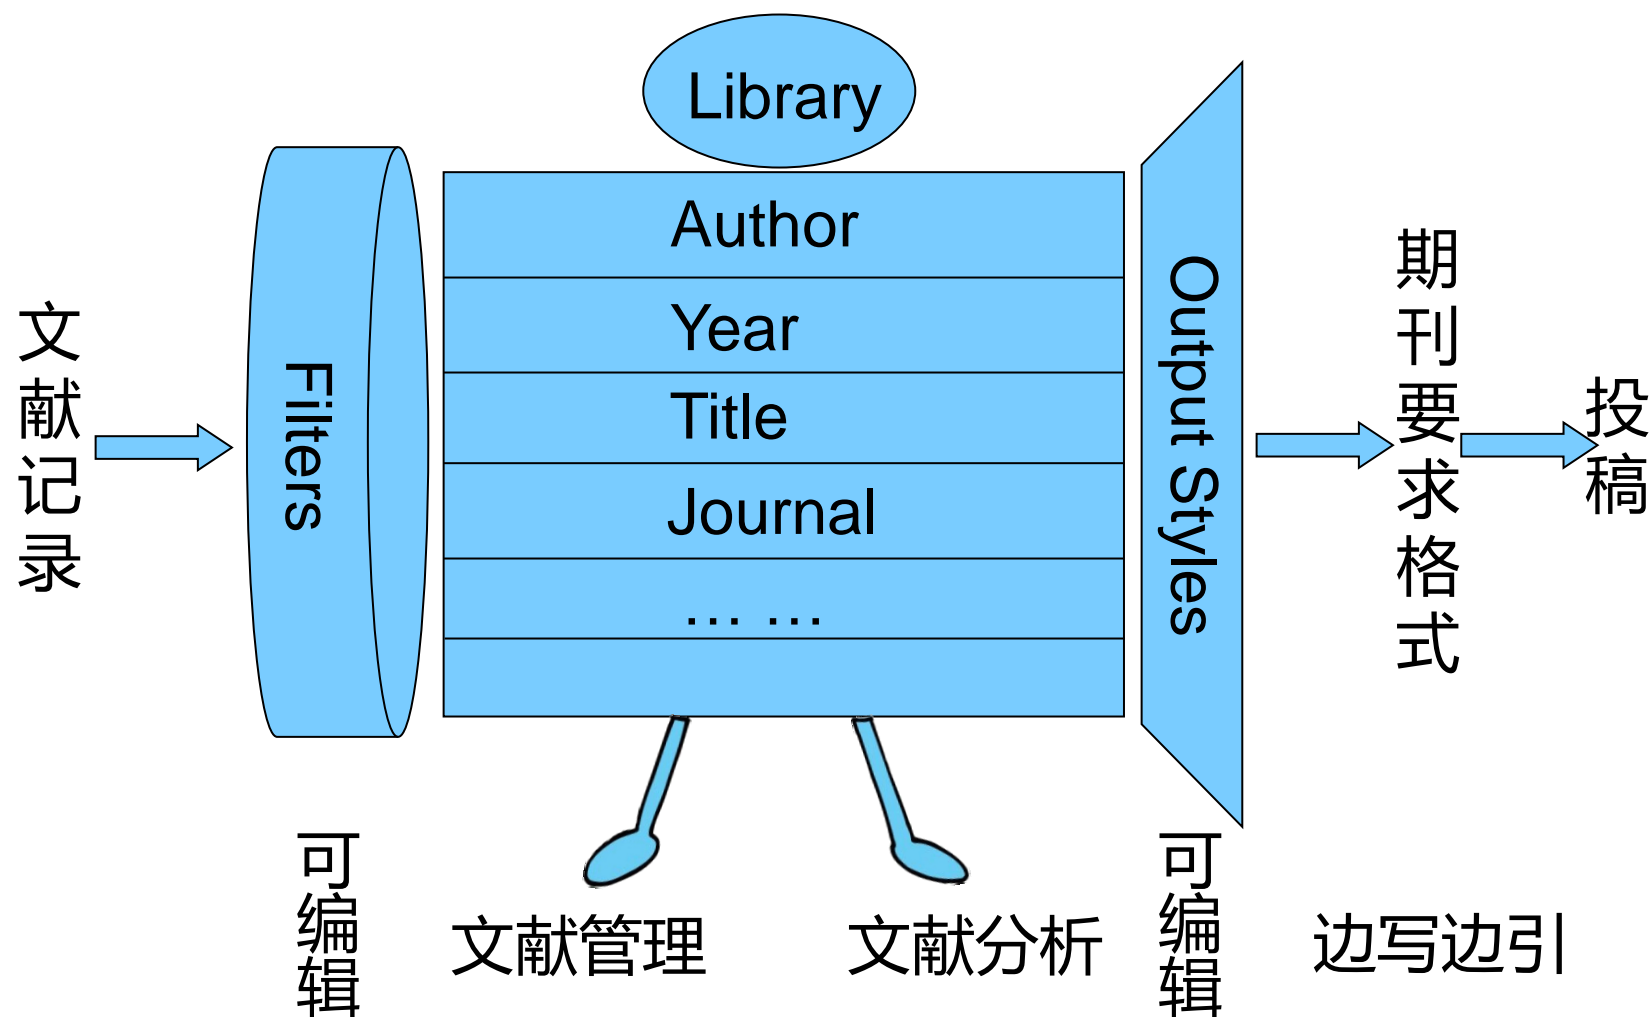 Library
文献记录
Filters
Author
Year
Title
Journal
… …
Output Styles
期刊要求格式
投稿
可编辑
文献管理
文献分析
可编辑
边写边引